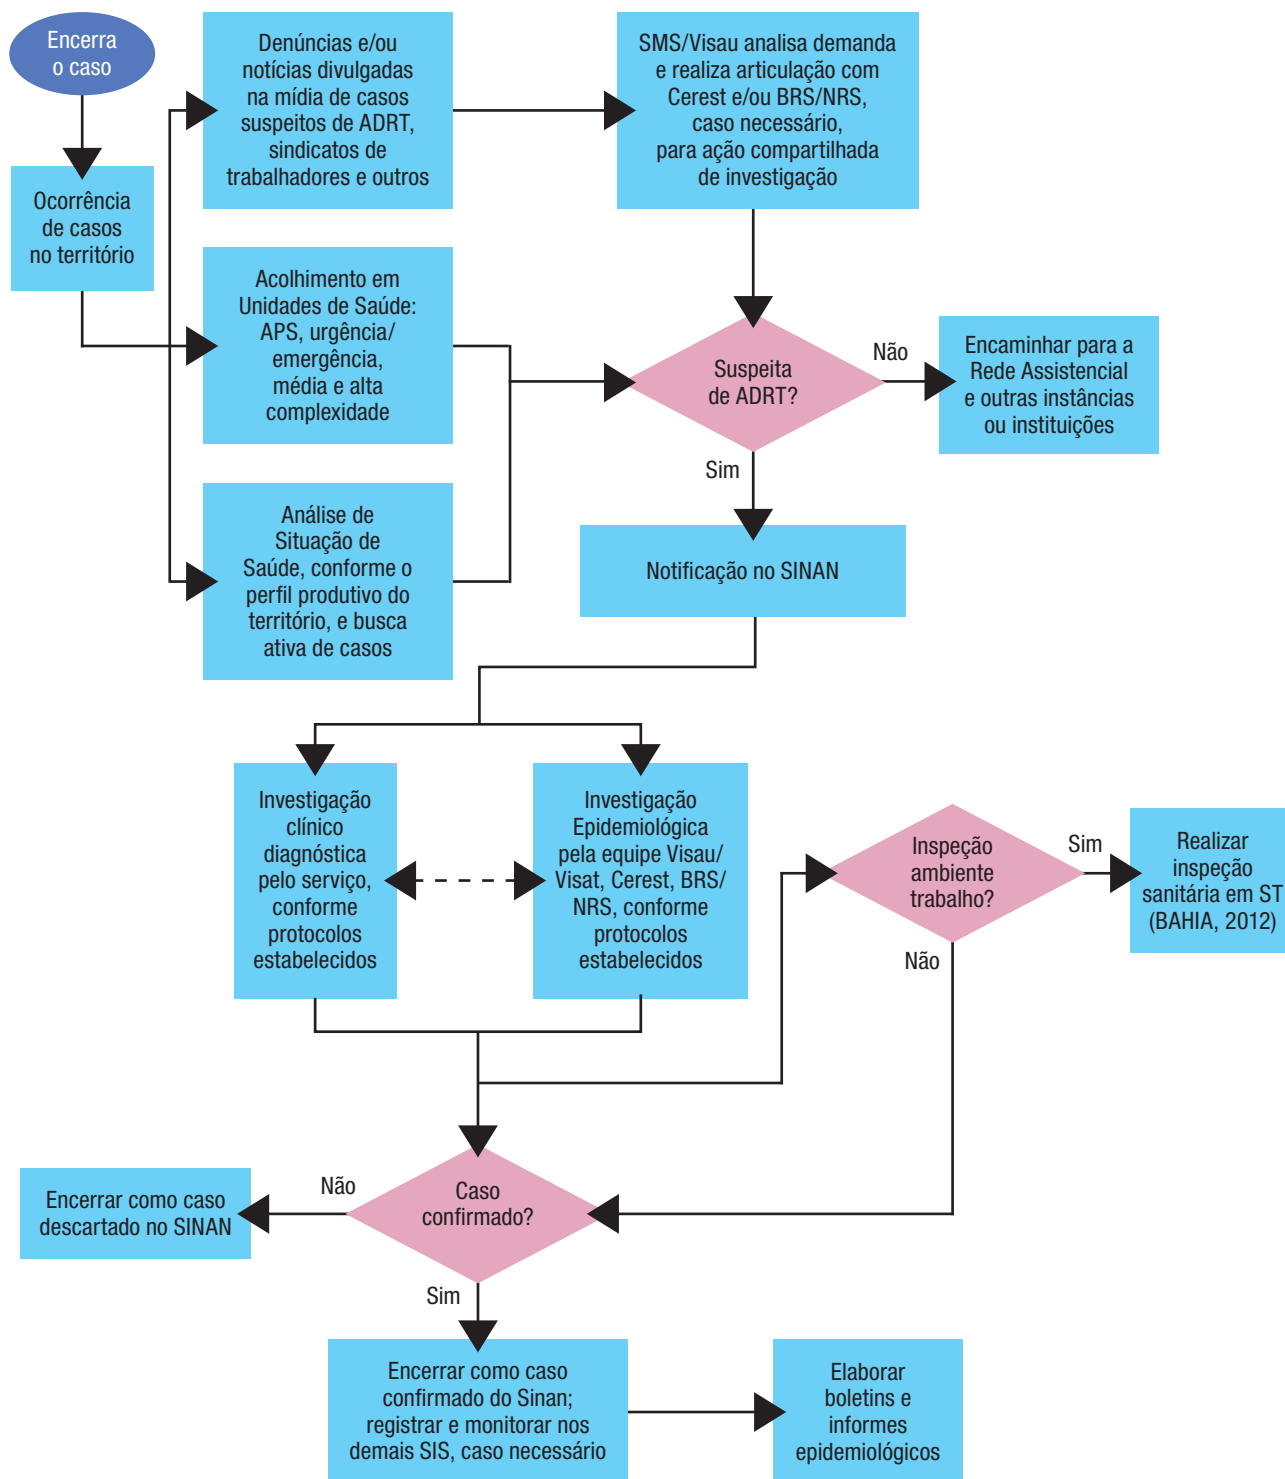 Encerra
o caso
Ocorrência
de casos
no território
Denúncias e/ou
notícias divulgadas
na mídia de casos
suspeitos de ADRT,
sindicatos de
trabalhadores e outros
SMS/Visau analisa demanda
e realiza articulação com
Cerest e/ou BRS/NRS,
caso necessário,
para ação compartilhada
de investigação
Acolhimento em
Unidades de Saúde:
APS, urgência/
emergência,
média e alta
complexidade
Suspeita
de ADRT?
Não
Encaminhar para a
Rede Assistencial
e outras instâncias
ou instituições
Sim
Análise de
Situação de
Saúde, conforme o
perfil produtivo do
território, e busca
ativa de casos
Notificação no SINAN
Investigação
clínico
diagnóstica
pelo serviço,
conforme
protocolos
estabelecidos
Investigação
Epidemiológica
pela equipe Visau/
Visat, Cerest, BRS/
NRS, conforme
protocolos
estabelecidos
Inspeção
ambiente
trabalho?
Sim
Realizar
inspeção
sanitária em ST
(BAHIA, 2012)
Não
Caso
confirmado?
Não
Encerrar como caso
descartado no SINAN
Sim
Encerrar como caso
confirmado do Sinan;
registrar e monitorar nos
demais SIS, caso necessário
Elaborar
boletins e
informes
epidemiológicos